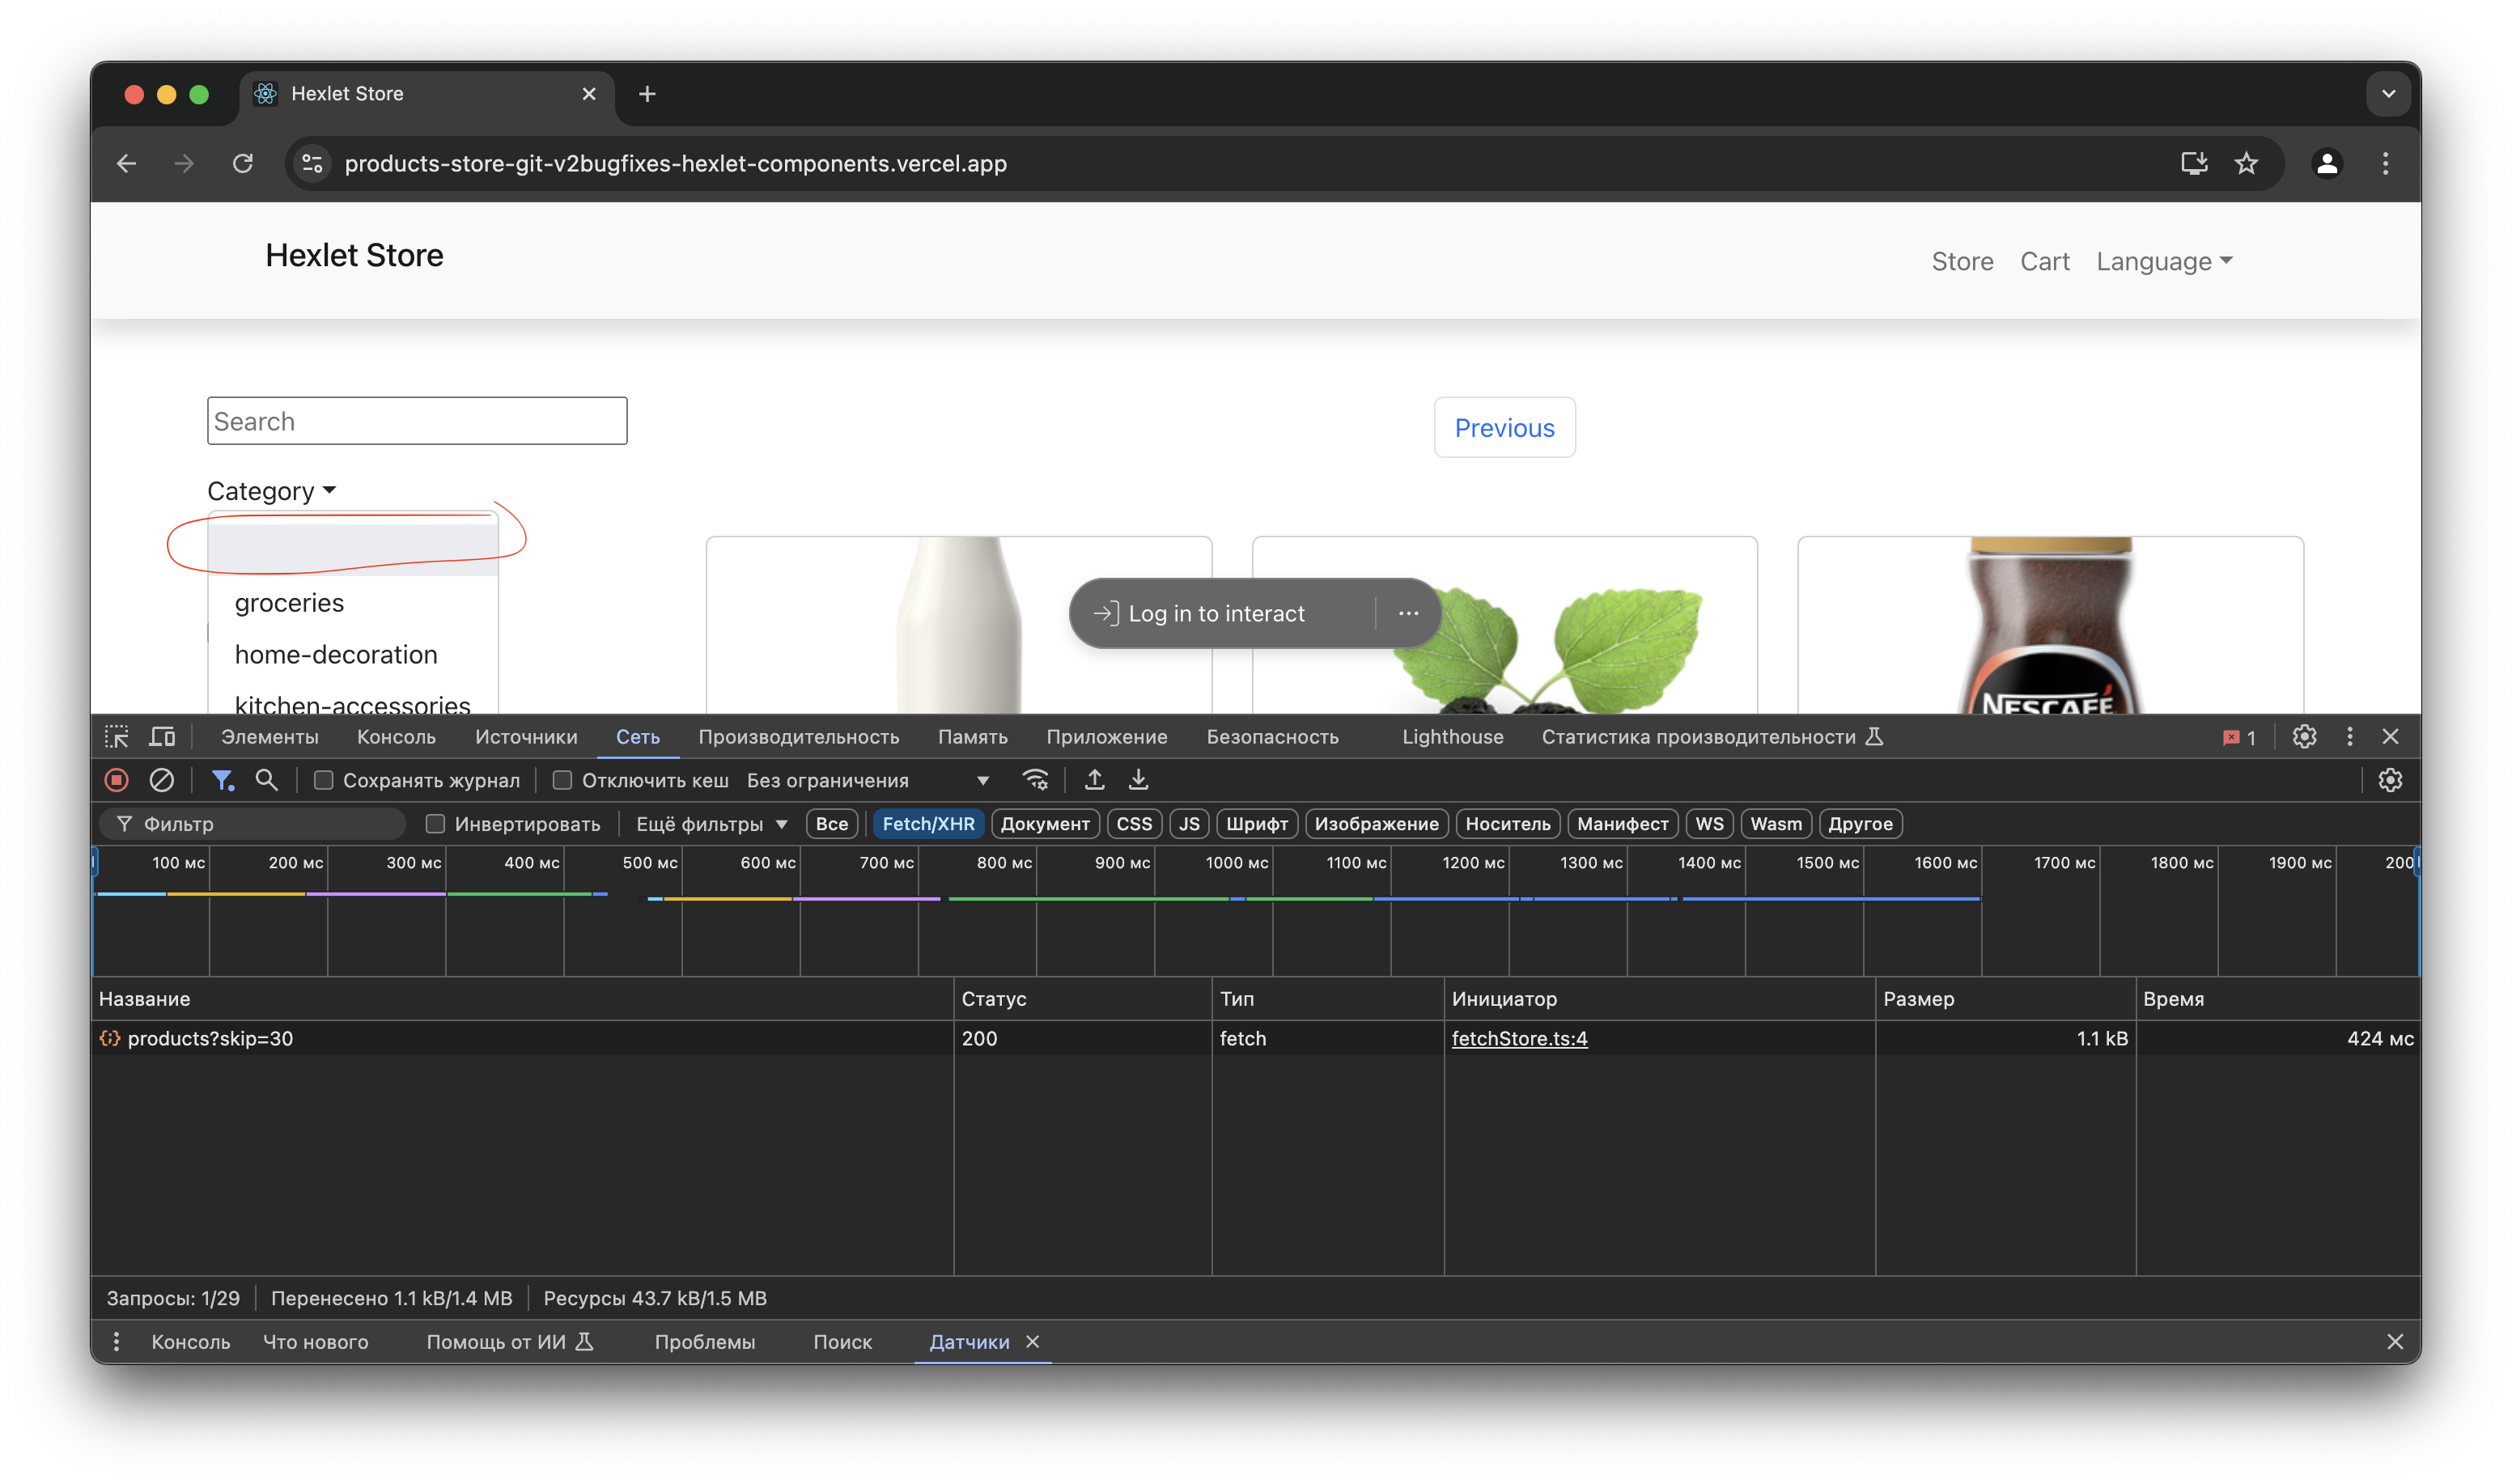 Hexlet Store
products-store-git-v2bugfixes-hexlet-components.vercel.app
Hexlet Store
Store Cart Language
Search
Previous
Category
groceries
home-decoration
kitchen-accessories
Log in to interact
NESCAFÉ
Элементы Консоль Источники Сеть Производительность Память Приложение Безопасность Lighthouse Статистика производительности 1
Сохранять журнал Отключить кеш Без ограничения
Фильтр Инвертировать Ещё фильтры Все Fetch/XHR Документ CSS JS Шрифт Изображение Носитель Манифест WS Wasm Другое
100 мс 200 мс 300 мс 400 мс 500 мс 600 мс 700 мс 800 мс 900 мс 1000 мс 1100 мс 1200 мс 1300 мс 1400 мс 1500 мс 1600 мс 1700 мс 1800 мс 1900 мс 200
Название Статус Тип Инициатор Размер Время
products?skip=30 200 fetch fetchStore.ts:4 1.1 kB 424 мс
Запросы: 1/29 Перенесено 1.1 kB/1.4 MB Ресурсы 43.7 kB/1.5 MB
Консоль Что нового Помощь от ИИ Проблемы Поиск Датчики